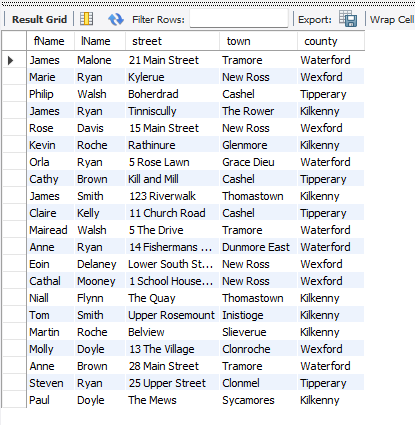 Result Grid Filter Rows: Export: Wrap Cell
fName lName street town county
James Malone 21 Main Street Tramore Waterford
Marie Ryan Kylerue New Ross Wexford
Philip Walsh Boherdrad Cashel Tipperary
James Ryan Tinniscully The Rower Kilkenny
Rose Davis 15 Main Street New Ross Wexford
Kevin Roche Rathinure Glenmore Kilkenny
Orla Ryan 5 Rose Lawn Grace Dieu Waterford
Cathy Brown Kill and Mill Cashel Tipperary
James Smith 123 Riverwalk Thomastown Kilkenny
Claire Kelly 11 Church Road Cashel Tipperary
Mairead Walsh 5 The Drive Tramore Waterford
Anne Ryan 14 Fishermans ... Dunmore East Waterford
Eoin Delaney Lower South St... New Ross Wexford
Cathal Mooney 1 School House... New Ross Wexford
Niall Flynn The Quay Thomastown Kilkenny
Tom Smith Upper Rosemount Inistioge Kilkenny
Martin Roche Belview Slieverue Kilkenny
Molly Doyle 13 The Village Clonroche Wexford
Anne Brown 28 Main Street Tramore Waterford
Steven Ryan 25 Upper Street Clonmel Tipperary
Paul Doyle The Mews Sycamores Kilkenny